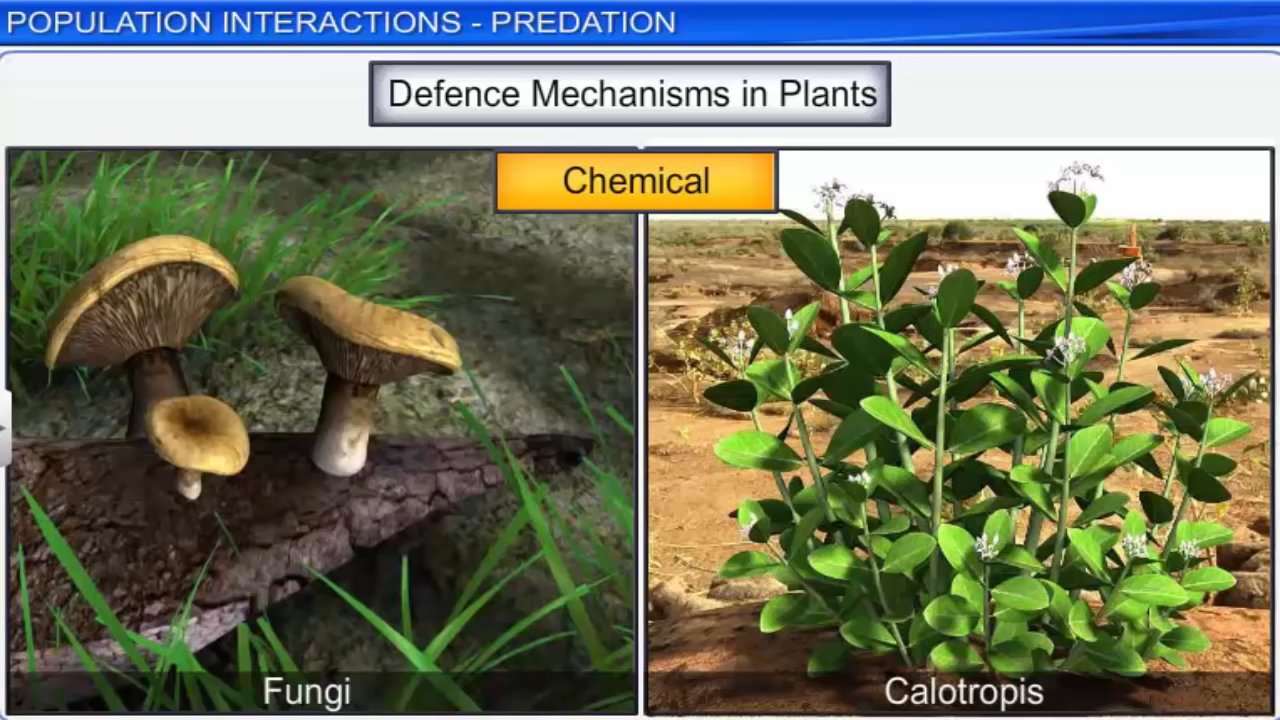 POPULATION INTERACTIONS - PREDATION
Defence Mechanisms in Plants
Chemical
Fungi
Calotropis